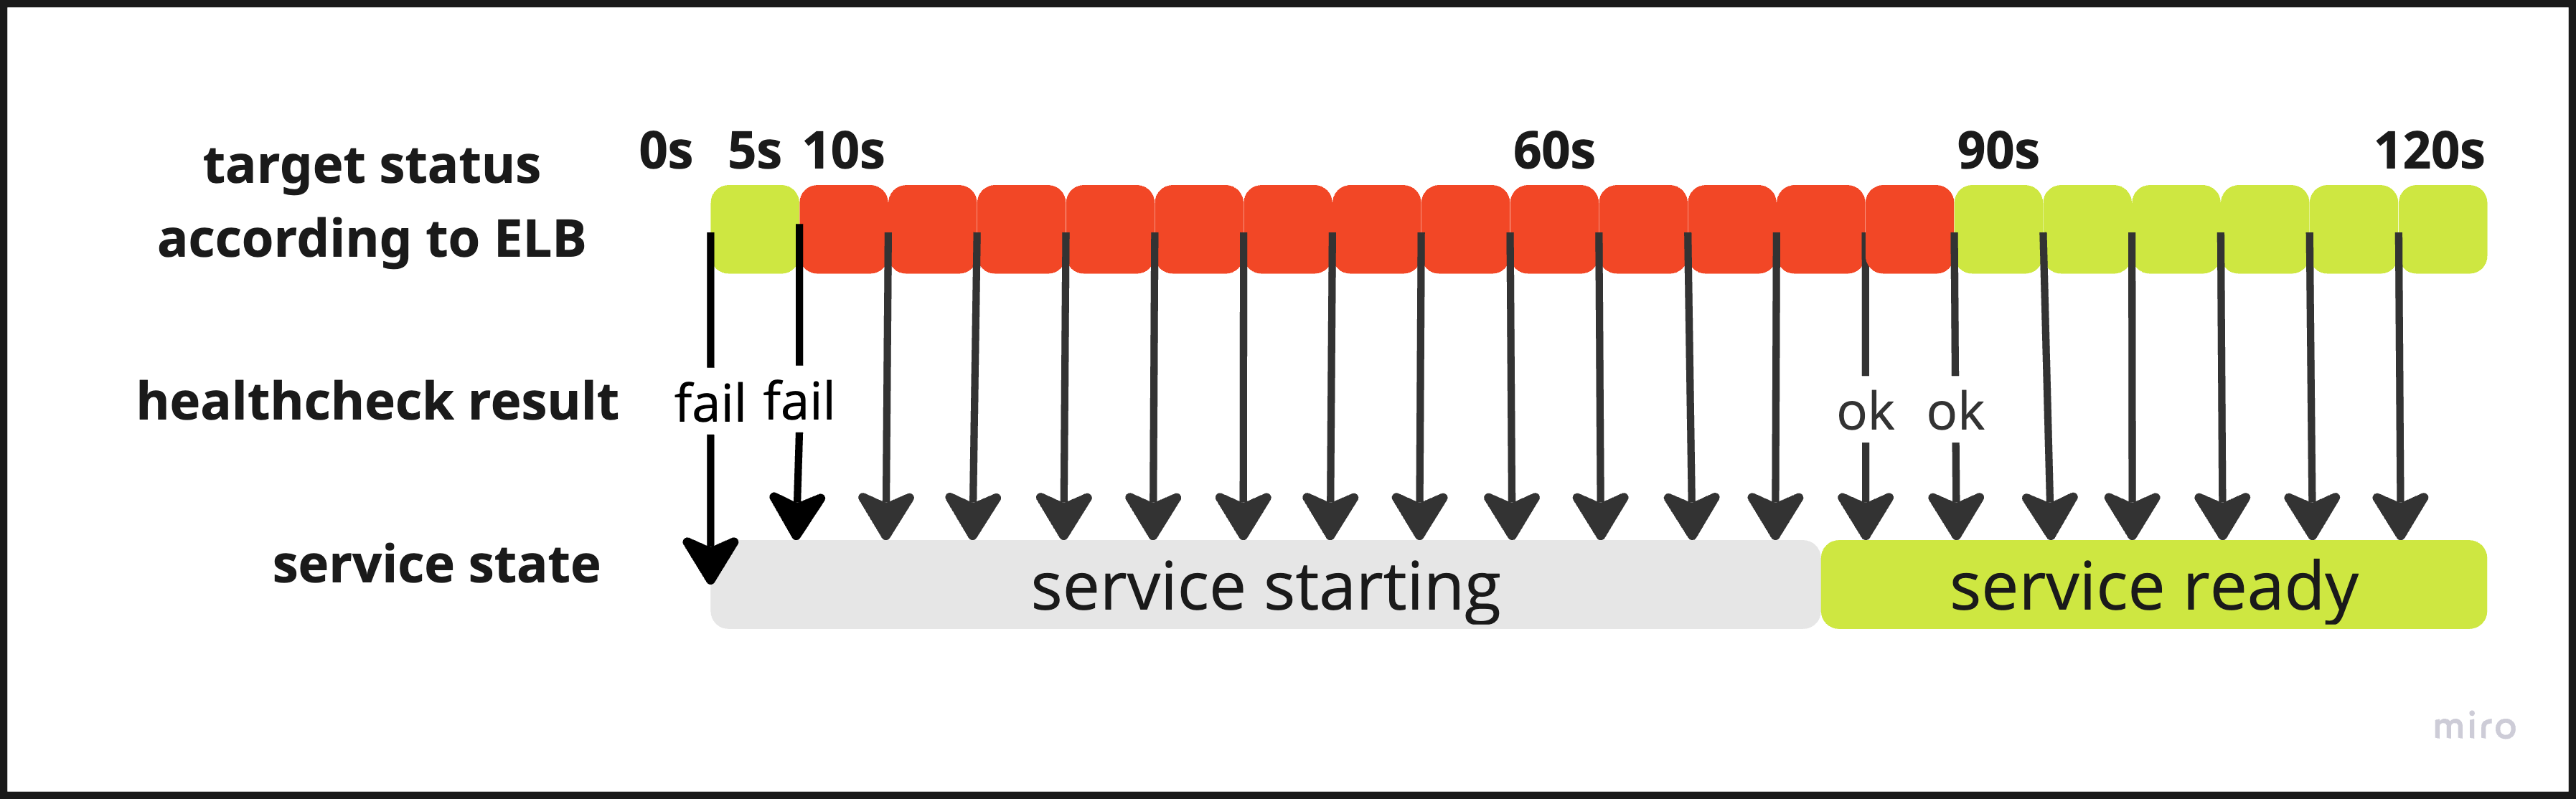 0s 5s 10s 60s 90s 120s
target status
according to ELB
healthcheck result fail fail ok ok
service state service starting service ready
miro